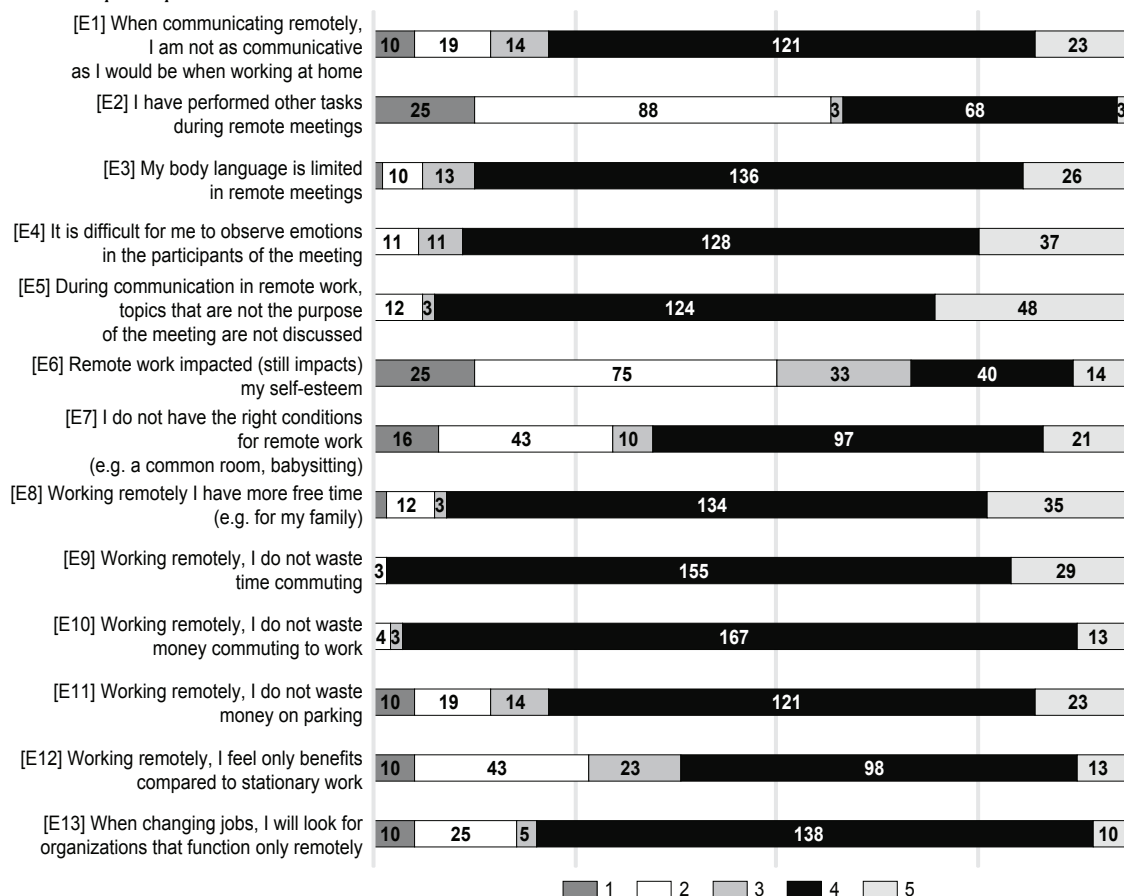 [E1] When communicating remotely,
I am not as communicative
as I would be when working at home
10 19 14 121 23
[E2] I have performed other tasks
during remote meetings
25 88 3 68 3
[E3] My body language is limited
in remote meetings
10 13 136 26
[E4] It is difficult for me to observe emotions
in the participants of the meeting
11 11 128 37
[E5] During communication in remote work,
topics that are not the purpose
of the meeting are not discussed
12 3 124 48
[E6] Remote work impacted (still impacts)
my self-esteem
25 75 33 40 14
[E7] I do not have the right conditions
for remote work
(e.g. a common room, babysitting)
16 43 10 97 21
[E8] Working remotely I have more free time
(e.g. for my family)
12 3 134 35
[E9] Working remotely, I do not waste
time commuting
3 155 29
[E10] Working remotely, I do not waste
money commuting to work
4 3 167 13
[E11] Working remotely, I do not waste
money on parking
10 19 14 121 23
[E12] Working remotely, I feel only benefits
compared to stationary work
10 43 23 98 13
[E13] When changing jobs, I will look for
organizations that function only remotely
10 25 5 138 10
1 2 3 4 5